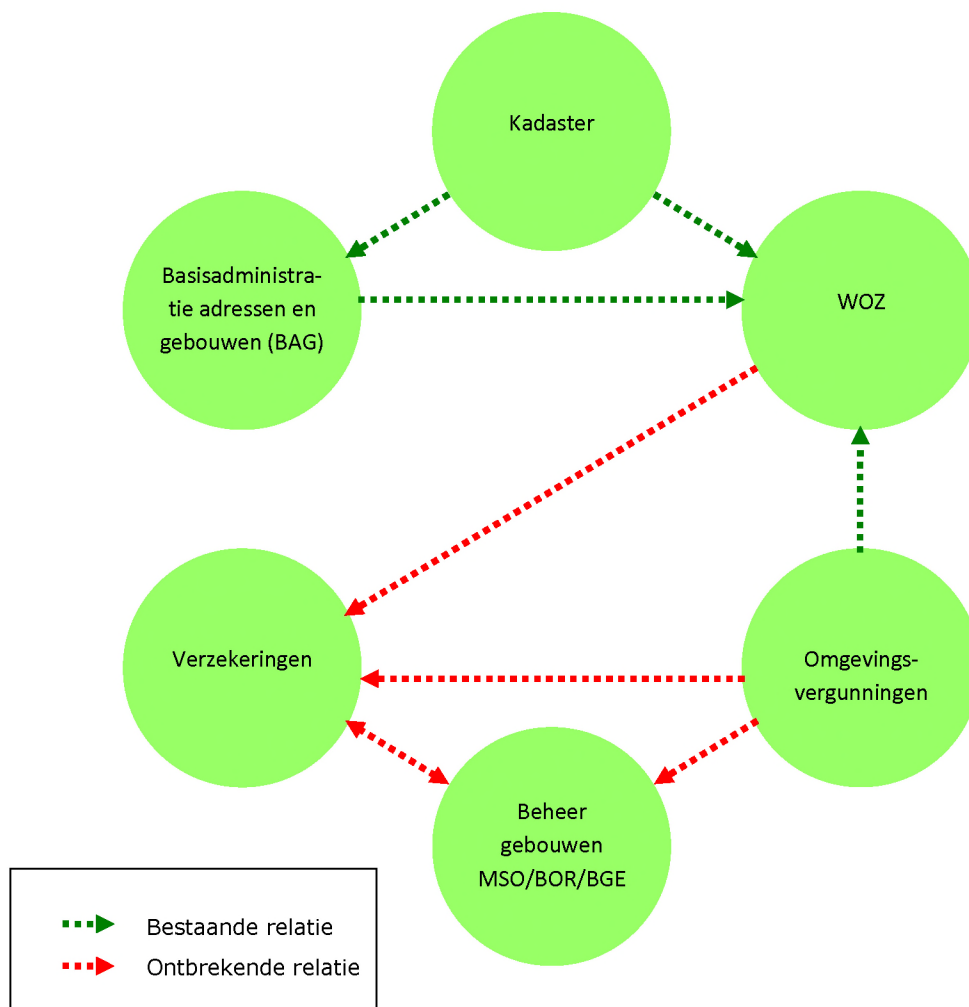 Kadaster
Basisadministra-
tie adressen en
gebouwen (BAG)
WOZ
Verzekeringen
Omgevings-
vergunningen
Beheer
gebouwen
MSO/BOR/BGE
Bestaande relatie
Ontbrekende relatie